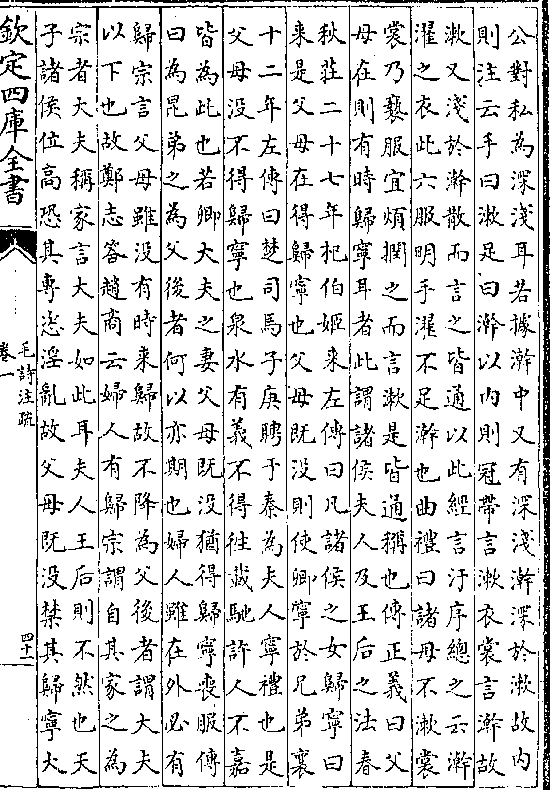 公對私為深淺耳若據澣中又有深淺澣深於漱故内
則注云手曰漱足曰澣以内則冠帶言漱衣裳言澣故
漱又淺於澣散而言之皆通以此經言汙序總之云澣
濯之衣此六服明手濯不足澣也曲禮曰諸母不漱裳
裳乃褻服宜煩撋之而言漱是皆通稱也傳正義曰父
母在則有時歸寧耳者此謂諸侯夫人及王后之法春
秋莊二十七年杞伯姬来左傳曰凡諸侯之女歸寧曰
来是父母在得歸寧也父母既没則使卿寧於兄弟襄
十二年左傳曰楚司馬子庚聘于秦為夫人寧禮也是
父母没不得歸寧也泉水有義不得往載馳許人不嘉
皆為此也若卿大夫之妻父母既没猶得歸寧喪服傳
曰為昆弟之為父後者何以亦期也婦人雖在外必有
歸宗言父母雖没有時来歸故不降為父後者謂大夫
以下也故鄭志答趙商云婦人有歸宗謂自其家之為
宗者大夫稱家言大夫如此耳夫人王后則不然也天
子諸侯位高恐其專恣淫亂故父母既没禁其歸寧大
欽定四庫全書
毛詩注疏
卷一
四十一